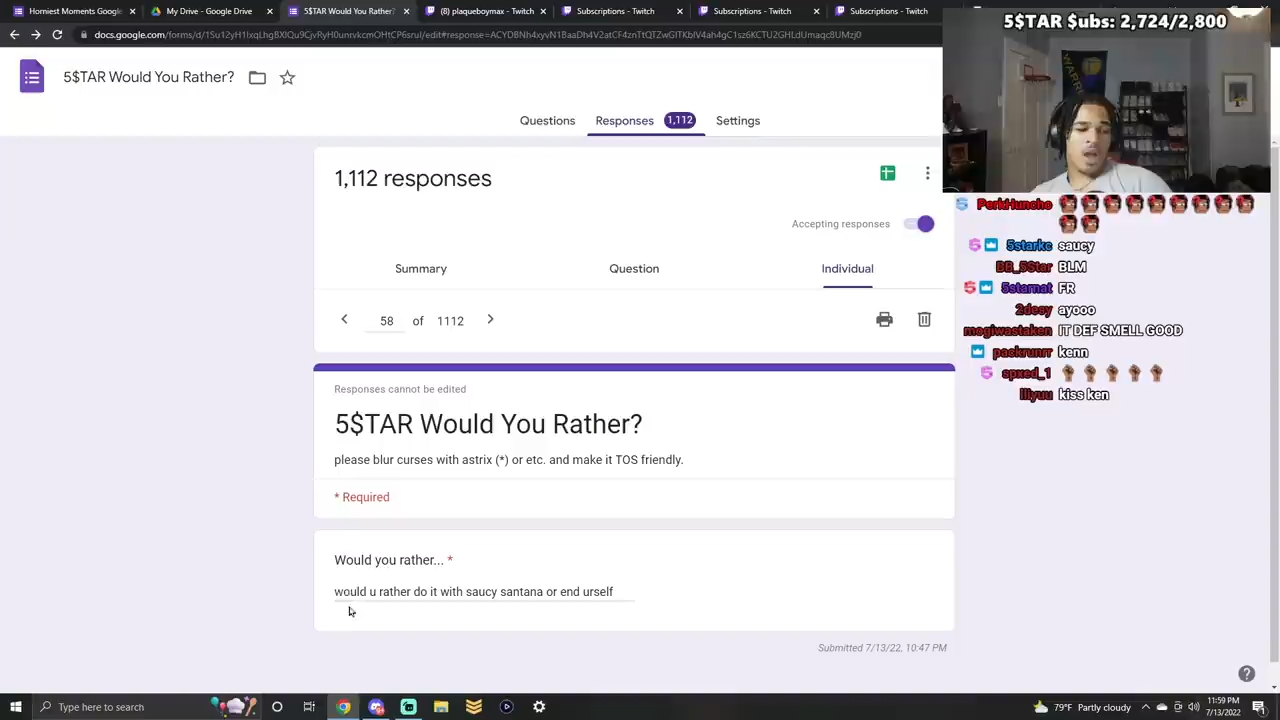 Horniest Moments Google
My Drive - Google Drive
5$TAR Would You Rather?
(8) plaqueboymax - Twitch
Subscriptions - Twitch
Subscriptions - Twitch
Subscriptions - Twitch
5$TAR $ubs: 2,724/2,800
5$TAR Would You Rather?
Questions
Responses 1,112
Settings
1,112 responses
Accepting responses
Summary
Question
Individual
58 of 1112
Responses cannot be edited
5$TAR Would You Rather?
please blur curses with astrix (*) or etc. and make it TOS friendly.
* Required
Would you rather... *
would u rather do it with saucy santana or end urself
Submitted 7/13/22, 10:47 PM
WARRIO
PerkHuncho
5starkc saucy
BB_5Star BLM
5starnat FR
2desy ayooo
mogiwastaken IT DEF SMELL GOOD
packrunrr kenn
spxed_1
kiss ken
Type here to search
79°F Partly cloudy
11:59 PM
7/13/2022